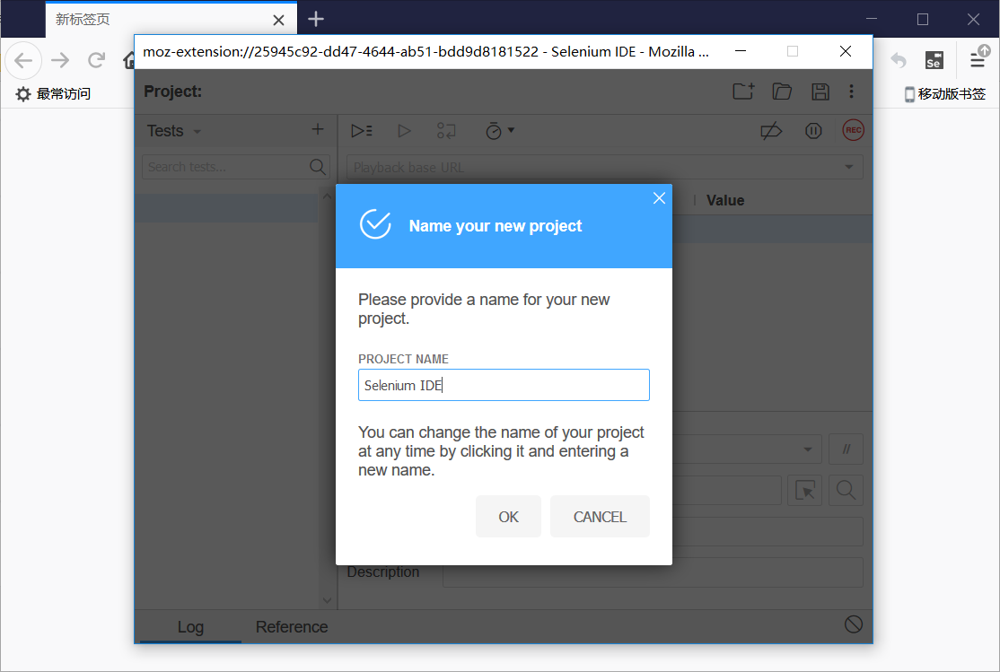 新标签页
moz-extension://25945c92-dd47-4644-ab51-bdd9d8181522 - Selenium IDE - Mozilla ...
Se
最常访问
移动版书签
Project:
Tests
REC
Search tests...
Playback base URL
Value
Name your new project
Please provide a name for your new
project.
PROJECT NAME
Selenium IDE
You can change the name of your project
at any time by clicking it and entering a
new name.
//
OK
CANCEL
Description
Log
Reference